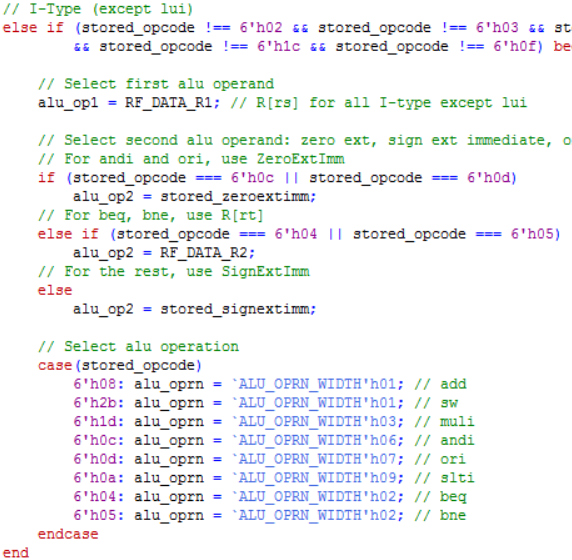 // I-Type (except lui)
else if (stored_opcode !== 6'h02 && stored_opcode !== 6'h03 && st
&& stored_opcode !== 6'h1c && stored_opcode !== 6'h0f) be
// Select first alu operand
alu_op1 = RF_DATA_R1; // R[rs] for all I-type except lui
// Select second alu operand: zero ext, sign ext immediate, o
// For andi and ori, use ZeroExtImm
if (stored_opcode === 6'h0c || stored_opcode === 6'h0d)
alu_op2 = stored_zeroextimm;
// For beq, bne, use R[rt]
else if (stored_opcode === 6'h04 || stored_opcode === 6'h05)
alu_op2 = RF_DATA_R2;
// For the rest, use SignExtImm
else
alu_op2 = stored_signextimm;
// Select alu operation
case(stored_opcode)
6'h08: alu_oprn = `ALU_OPRN_WIDTH'h01; // add
6'h2b: alu_oprn = `ALU_OPRN_WIDTH'h01; // sw
6'h1d: alu_oprn = `ALU_OPRN_WIDTH'h03; // muli
6'h0c: alu_oprn = `ALU_OPRN_WIDTH'h06; // andi
6'h0d: alu_oprn = `ALU_OPRN_WIDTH'h07; // ori
6'h0a: alu_oprn = `ALU_OPRN_WIDTH'h09; // slti
6'h04: alu_oprn = `ALU_OPRN_WIDTH'h02; // beq
6'h05: alu_oprn = `ALU_OPRN_WIDTH'h02; // bne
endcase
end